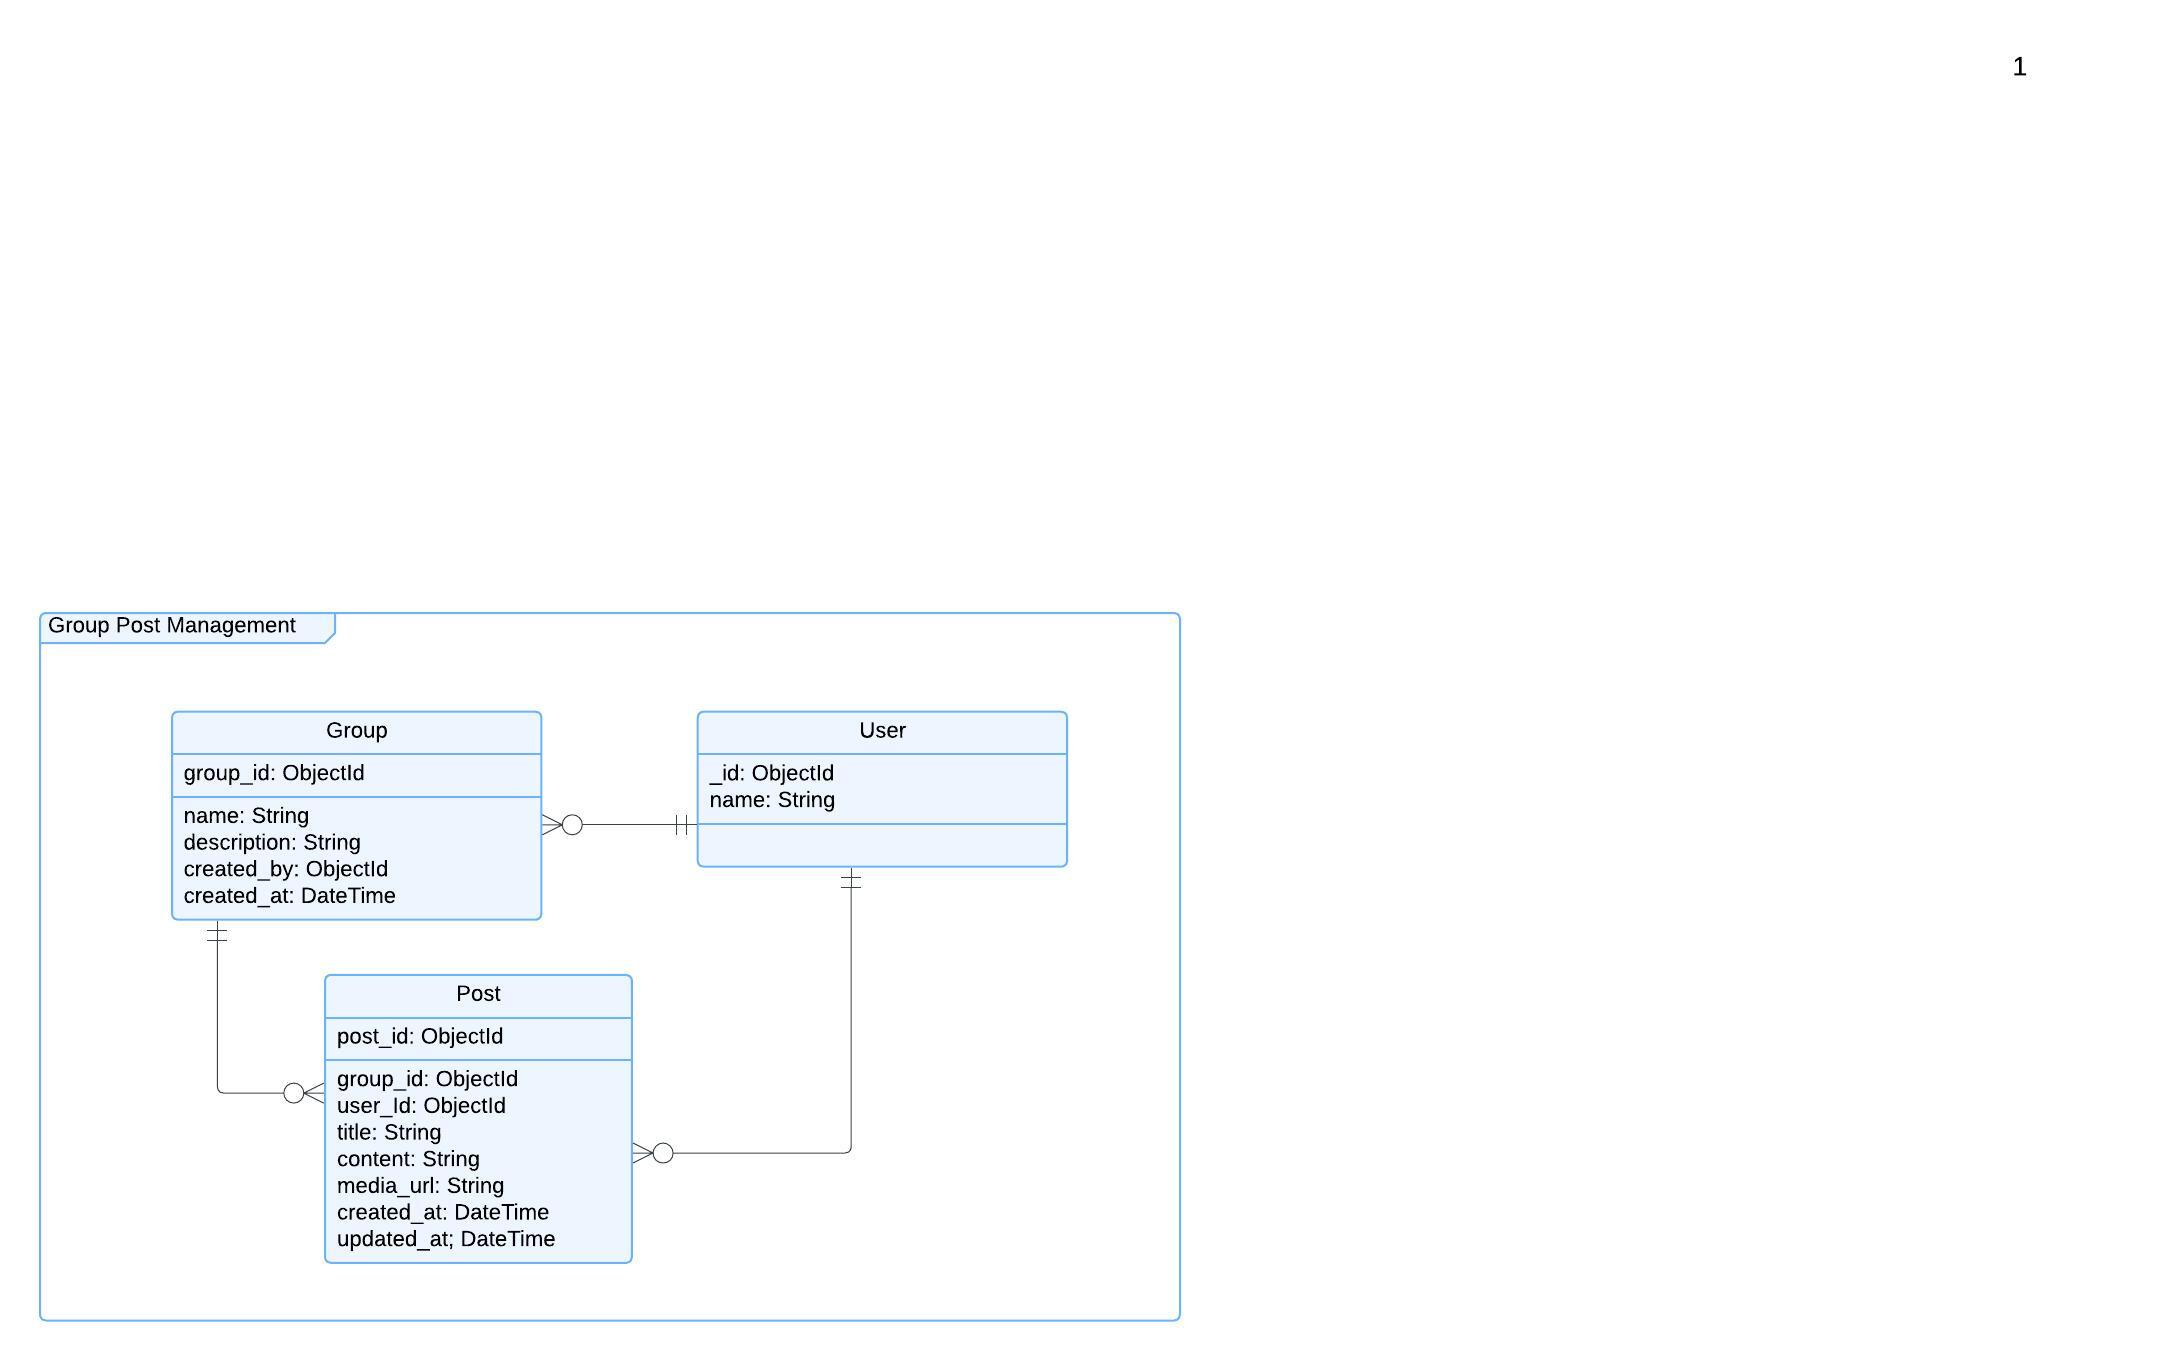 1
Group Post Management
Group
group_id: ObjectId
name: String
description: String
created_by: ObjectId
created_at: DateTime
User
_id: ObjectId
name: String
Post
post_id: ObjectId
group_id: ObjectId
user_Id: ObjectId
title: String
content: String
media_url: String
created_at: DateTime
updated_at; DateTime